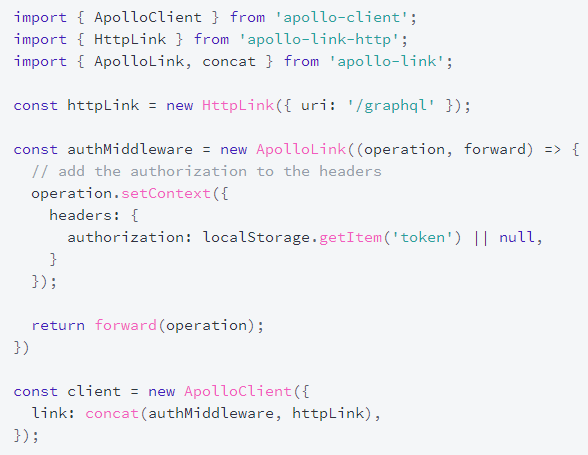 import { ApolloClient } from 'apollo-client';
import { HttpLink } from 'apollo-link-http';
import { ApolloLink, concat } from 'apollo-link';

const httpLink = new HttpLink({ uri: '/graphql' });

const authMiddleware = new ApolloLink((operation, forward) => {
  // add the authorization to the headers
  operation.setContext({
    headers: {
      authorization: localStorage.getItem('token') || null,
    }
  });

  return forward(operation);
})

const client = new ApolloClient({
  link: concat(authMiddleware, httpLink),
});